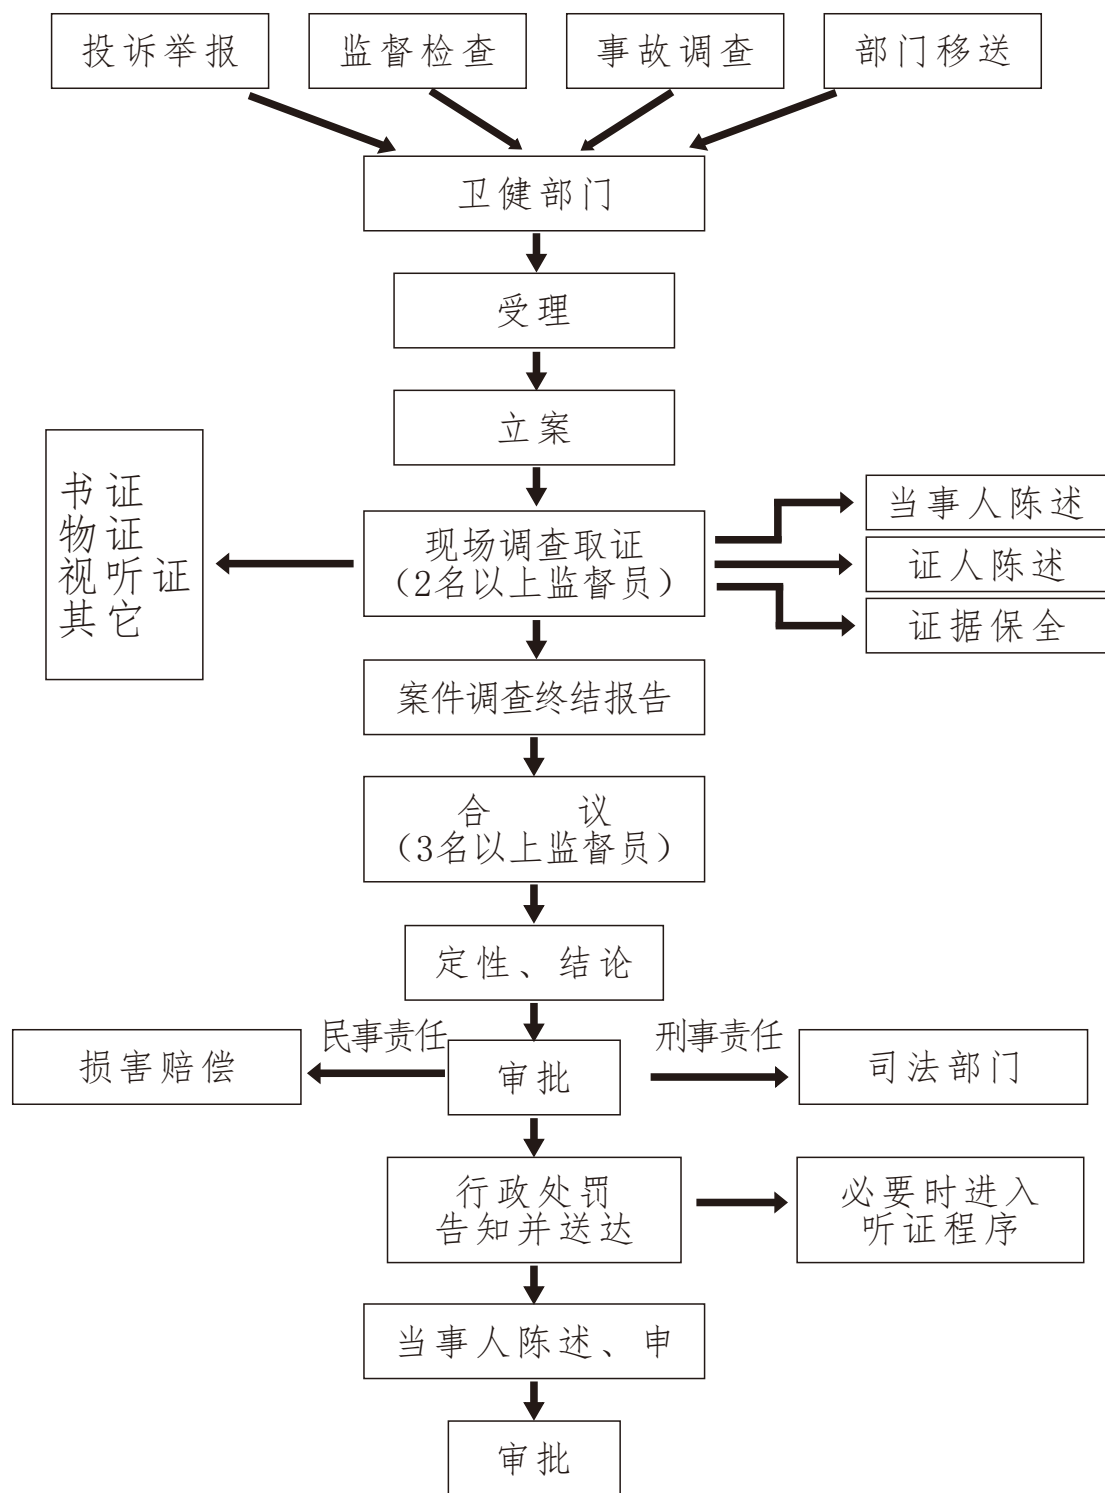 投诉举报
监督检查
事故调查
部门移送
卫健部门
受理
立案
书证
物证
视听证
其它
现场调查取证
（2名以上监督员）
当事人陈述
证人陈述
证据保全
案件调查终结报告
合 议
（3名以上监督员）
定性、结论
民事责任
刑事责任
损害赔偿
审批
司法部门
行政处罚
告知并送达
必要时进入
听证程序
当事人陈述、申
审批